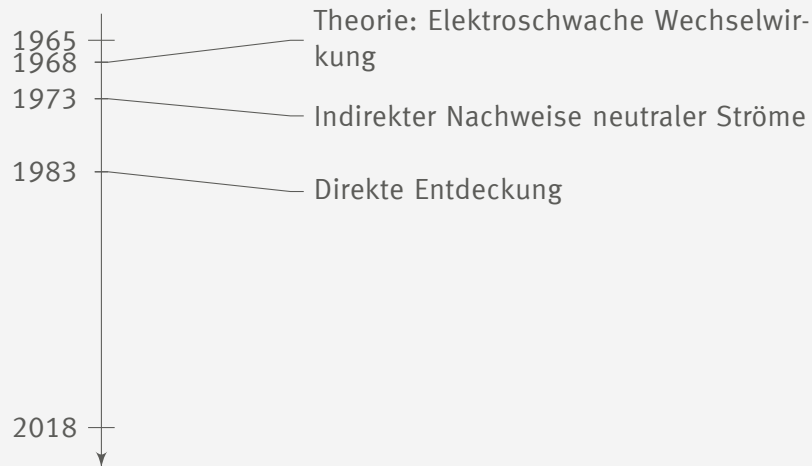 1965
Theorie: Elektroschwache Wechselwir-
kung
1968
1973
Indirekter Nachweise neutraler Ströme
1983
Direkte Entdeckung
2018